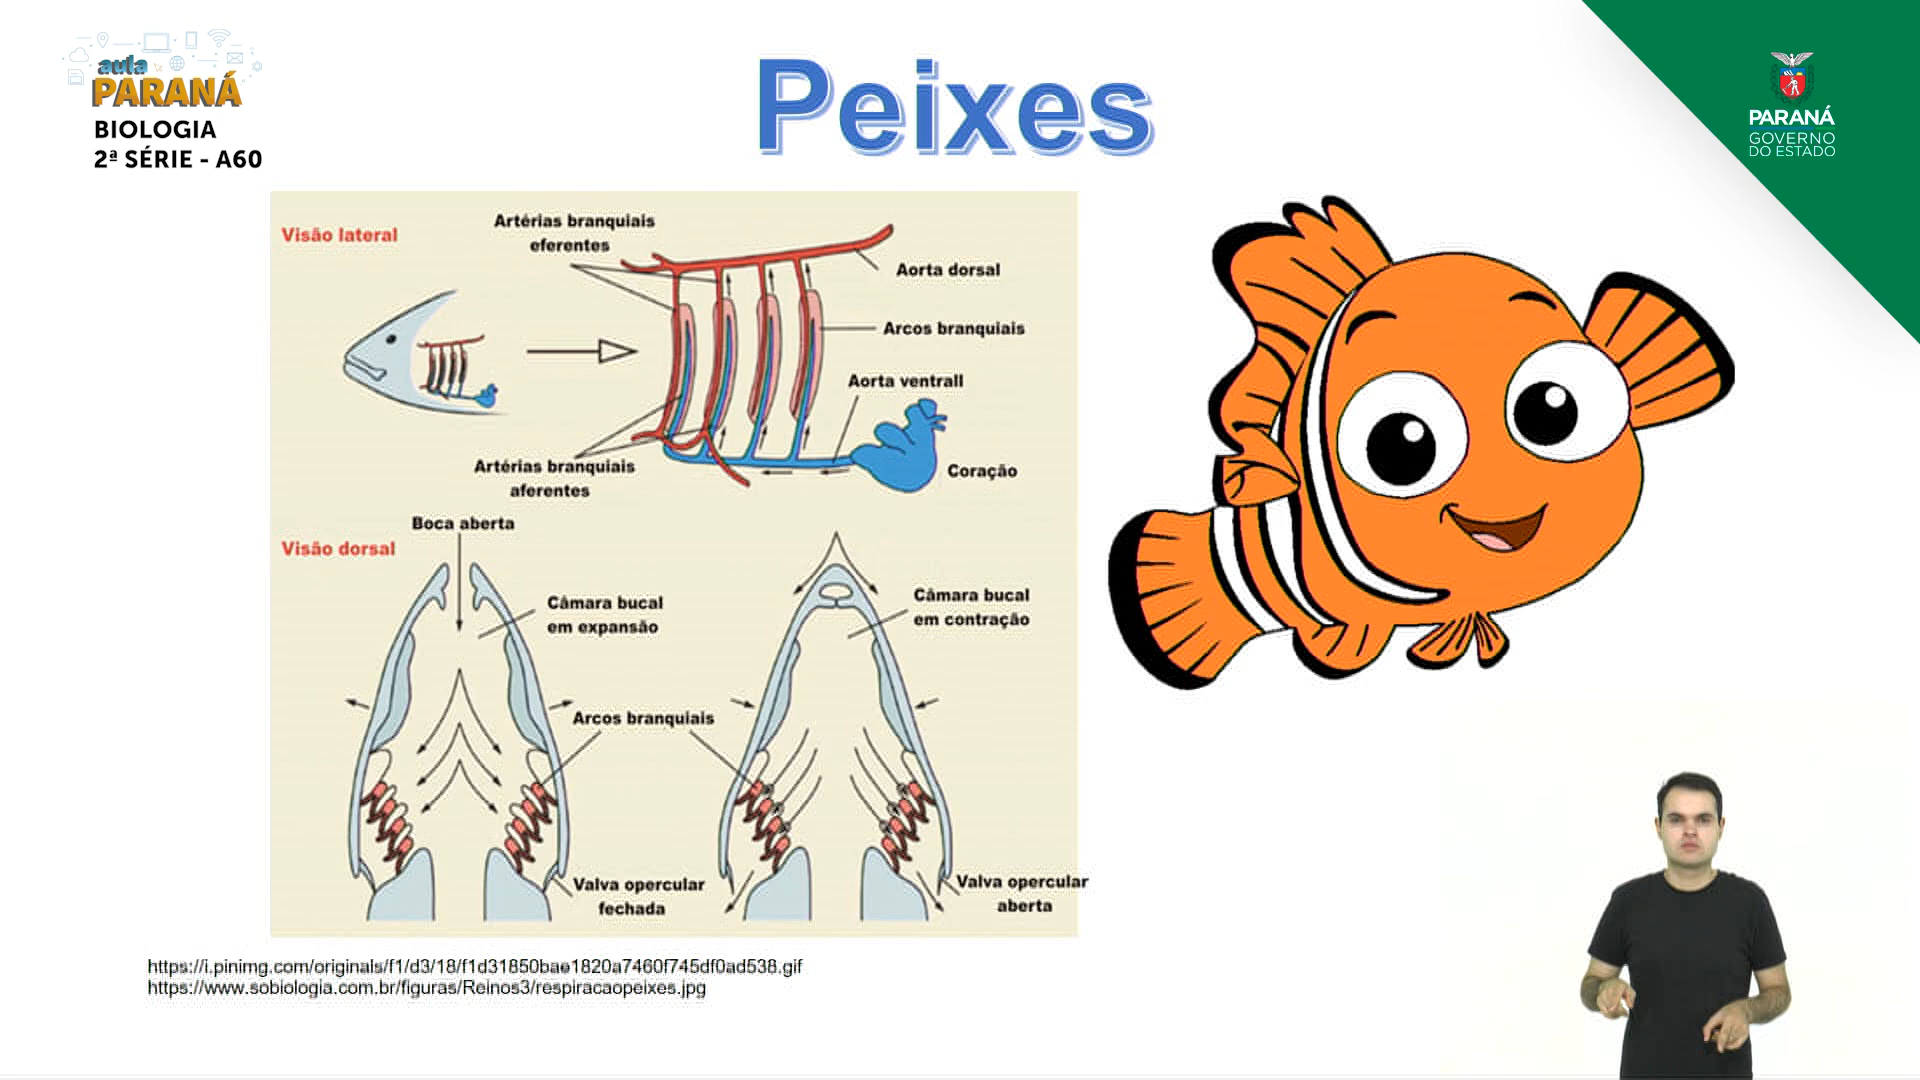 aula
PARANÁ
BIOLOGIA
2ª SÉRIE - A60
Peixes
PARANÁ
GOVERNO
DO ESTADO
Visão lateral
Artérias branquiais
eferentes
Aorta dorsal
Arcos branquiais
Aorta ventrall
Coração
Artérias branquiais
aferentes
Visão dorsal
Boca aberta
Câmara bucal
em expansão
Câmara bucal
em contração
Arcos branquiais
Valva opercular
fechada
Valva opercular
aberta
https://i.pinimg.com/originals/f1/d3/18/f1d31850bae1820a7460f745df0ad538.gif
https://www.sobiologia.com.br/figuras/Reinos3/respiracaopeixes.jpg